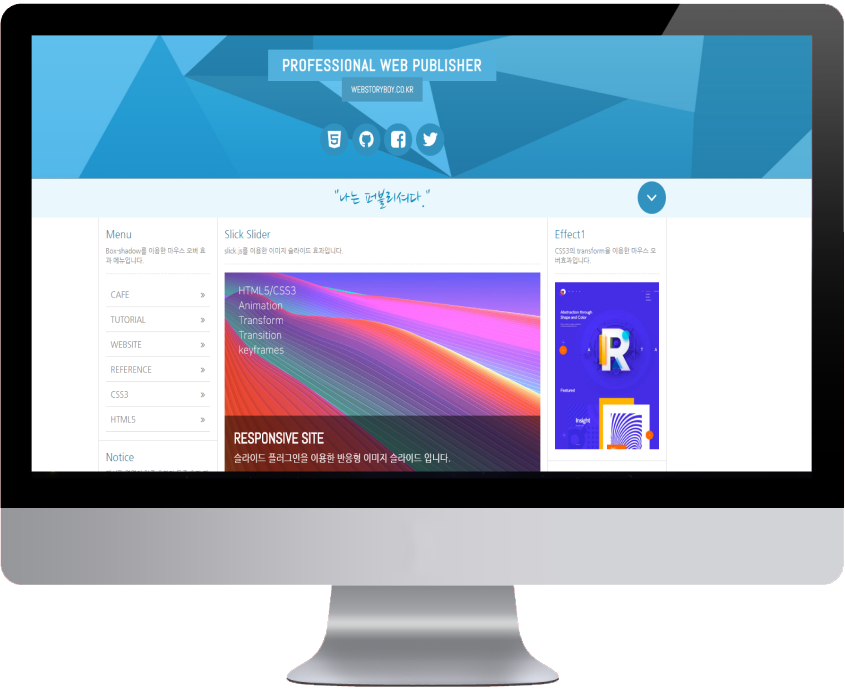 PROFESSIONAL WEB PUBLISHER
WEBSTORYBOY.CO.KR
"나는 퍼블리셔다."
Menu
Box-shadow를 이용한 마우스 오버 효
과 메뉴입니다.
CAFE
TUTORIAL
WEBSITE
REFERENCE
CSS3
HTML5
Notice
Slick Slider
slick.js를 이용한 이미지 슬라이드 효과입니다.
HTML5/CSS3
Animation
Transform
Transition
keyframes
RESPONSIVE SITE
슬라이드 플러그인을 이용한 반응형 이미지 슬라이드 입니다.
Effect1
CSS3의 transform을 이용한 마우스 오
버효과입니다.
Abstraction through
Shape and Color
R
Featured
Insight